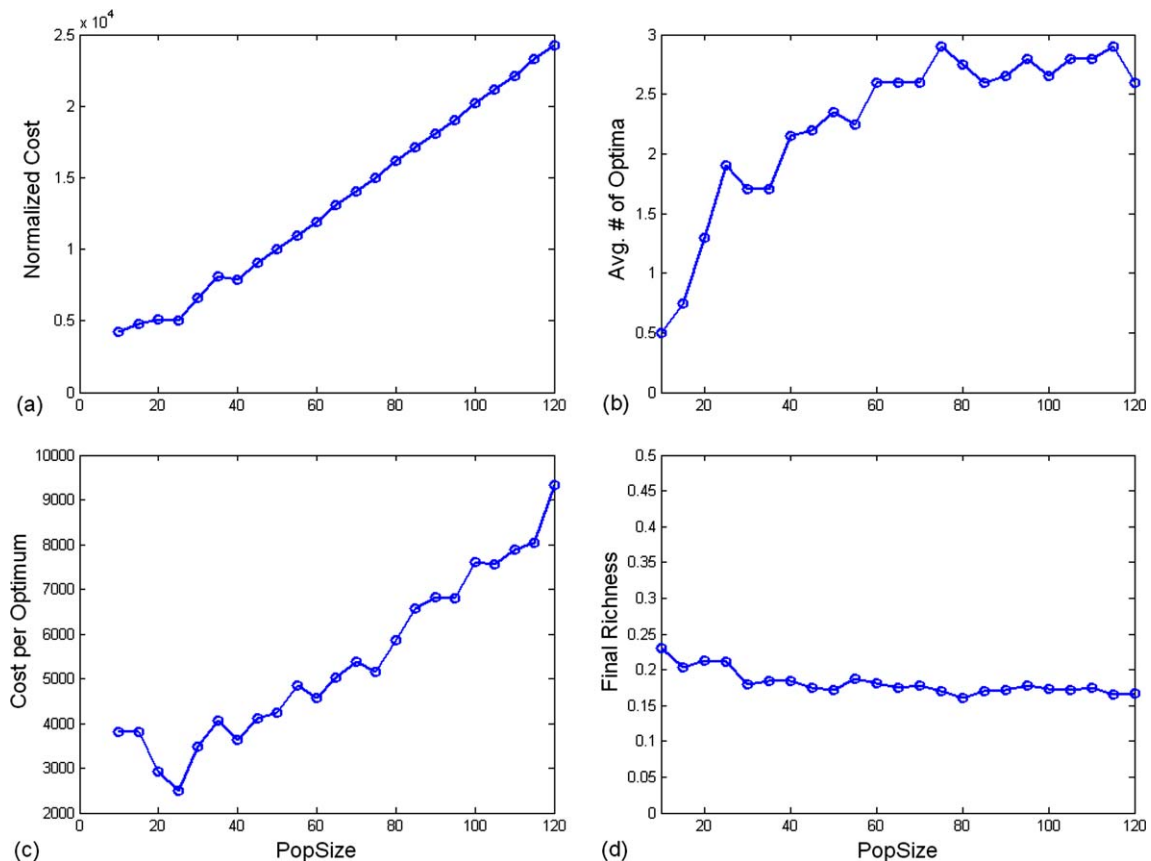 x 10^4
2.5
2
1.5
1
0.5
0
Normalized Cost
0 20 40 60 80 100 120
(a)
3
2.5
2
1.5
1
0.5
0
Avg. # of Optima
20 40 60 80 100 120
(b)
10000
9000
8000
7000
6000
5000
4000
3000
2000
Cost per Optimum
0 20 40 60 80 100 120
(c) PopSize
0.5
0.45
0.4
0.35
0.3
0.25
0.2
0.15
0.1
0.05
0
Final Richness
20 40 60 80 100 120
(d) PopSize